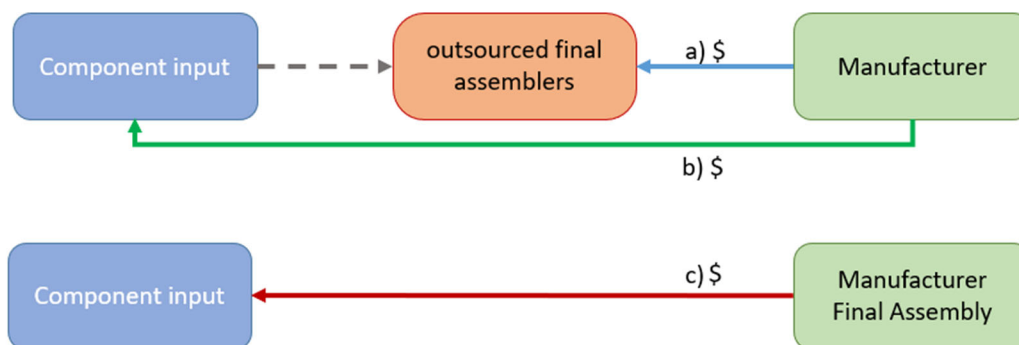 Component input
outsourced final
assemblers
a) $
Manufacturer
b) $
Component input
c) $
Manufacturer
Final Assembly